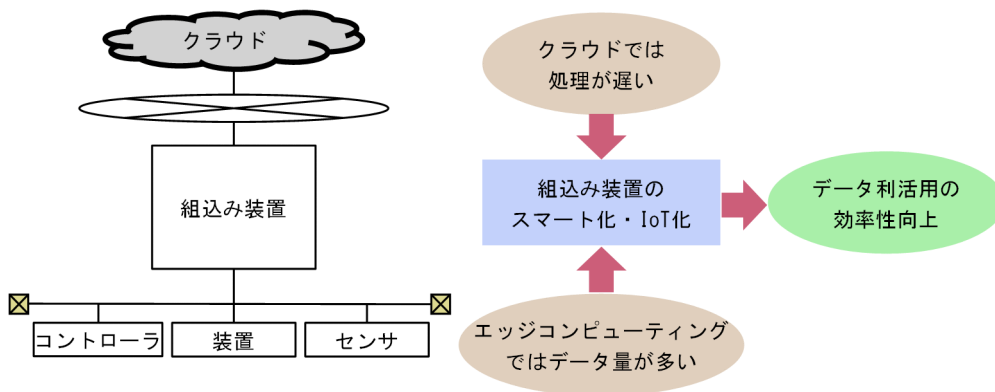 クラウド
組込み装置
コントローラ
装置
センサ
クラウドでは
処理が遅い
組込み装置の
スマート化・IoT化
エッジコンピューティング
ではデータ量が多い
データ利活用の
効率性向上